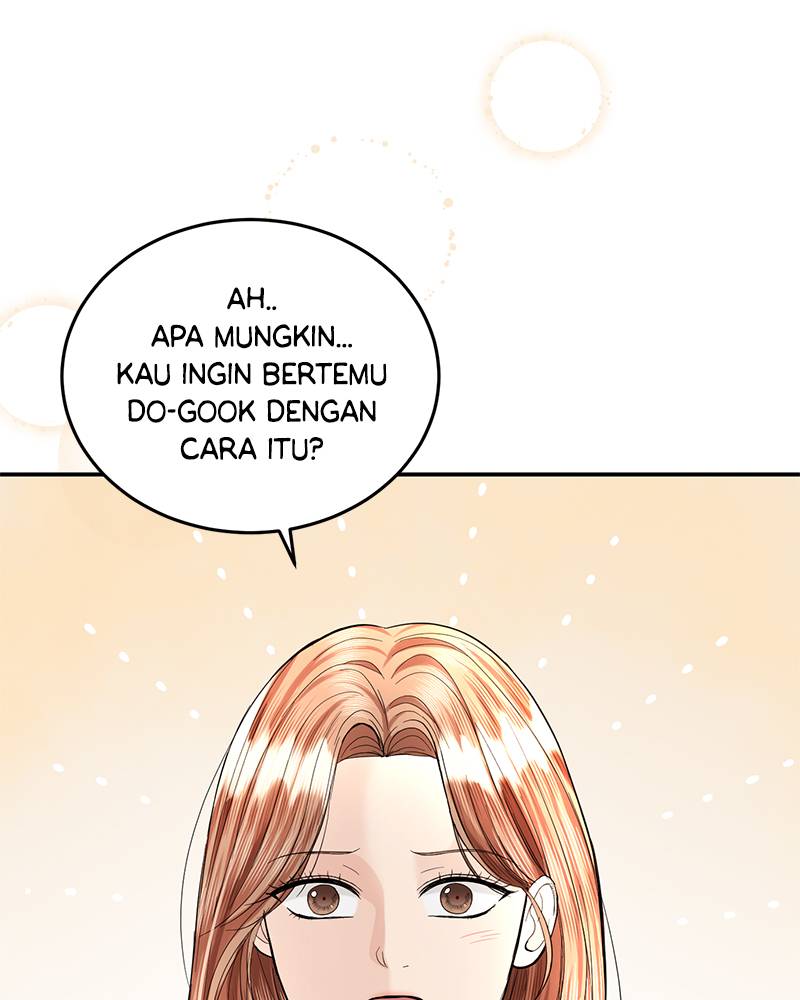 AH..
APA MUNGKIN...
KAU INGIN BERTEMU
DO-GOOK DENGAN
CARA ITU?